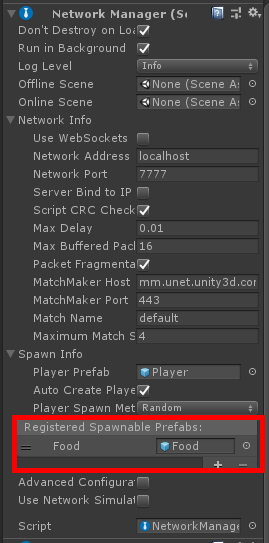 Network Manager (Sc
Don't Destroy on Loa
Run in Background
Log Level Info
Offline Scene None (Scene As
Online Scene None (Scene As
Network Info
Use WebSockets
Network Address localhost
Network Port 7777
Server Bind to IP
Script CRC Check
Max Delay 0.01
Max Buffered Pack 16
Packet Fragmenta
MatchMaker Host mm.unet.unity3d.com
MatchMaker Port 443
Match Name default
Maximum Match S 4
Spawn Info
Player Prefab Player
Auto Create Playe
Player Spawn Met Random
Registered Spawnable Prefabs:
Food Food
+ −
Advanced Configurat
Use Network Simulat
Script NetworkManage